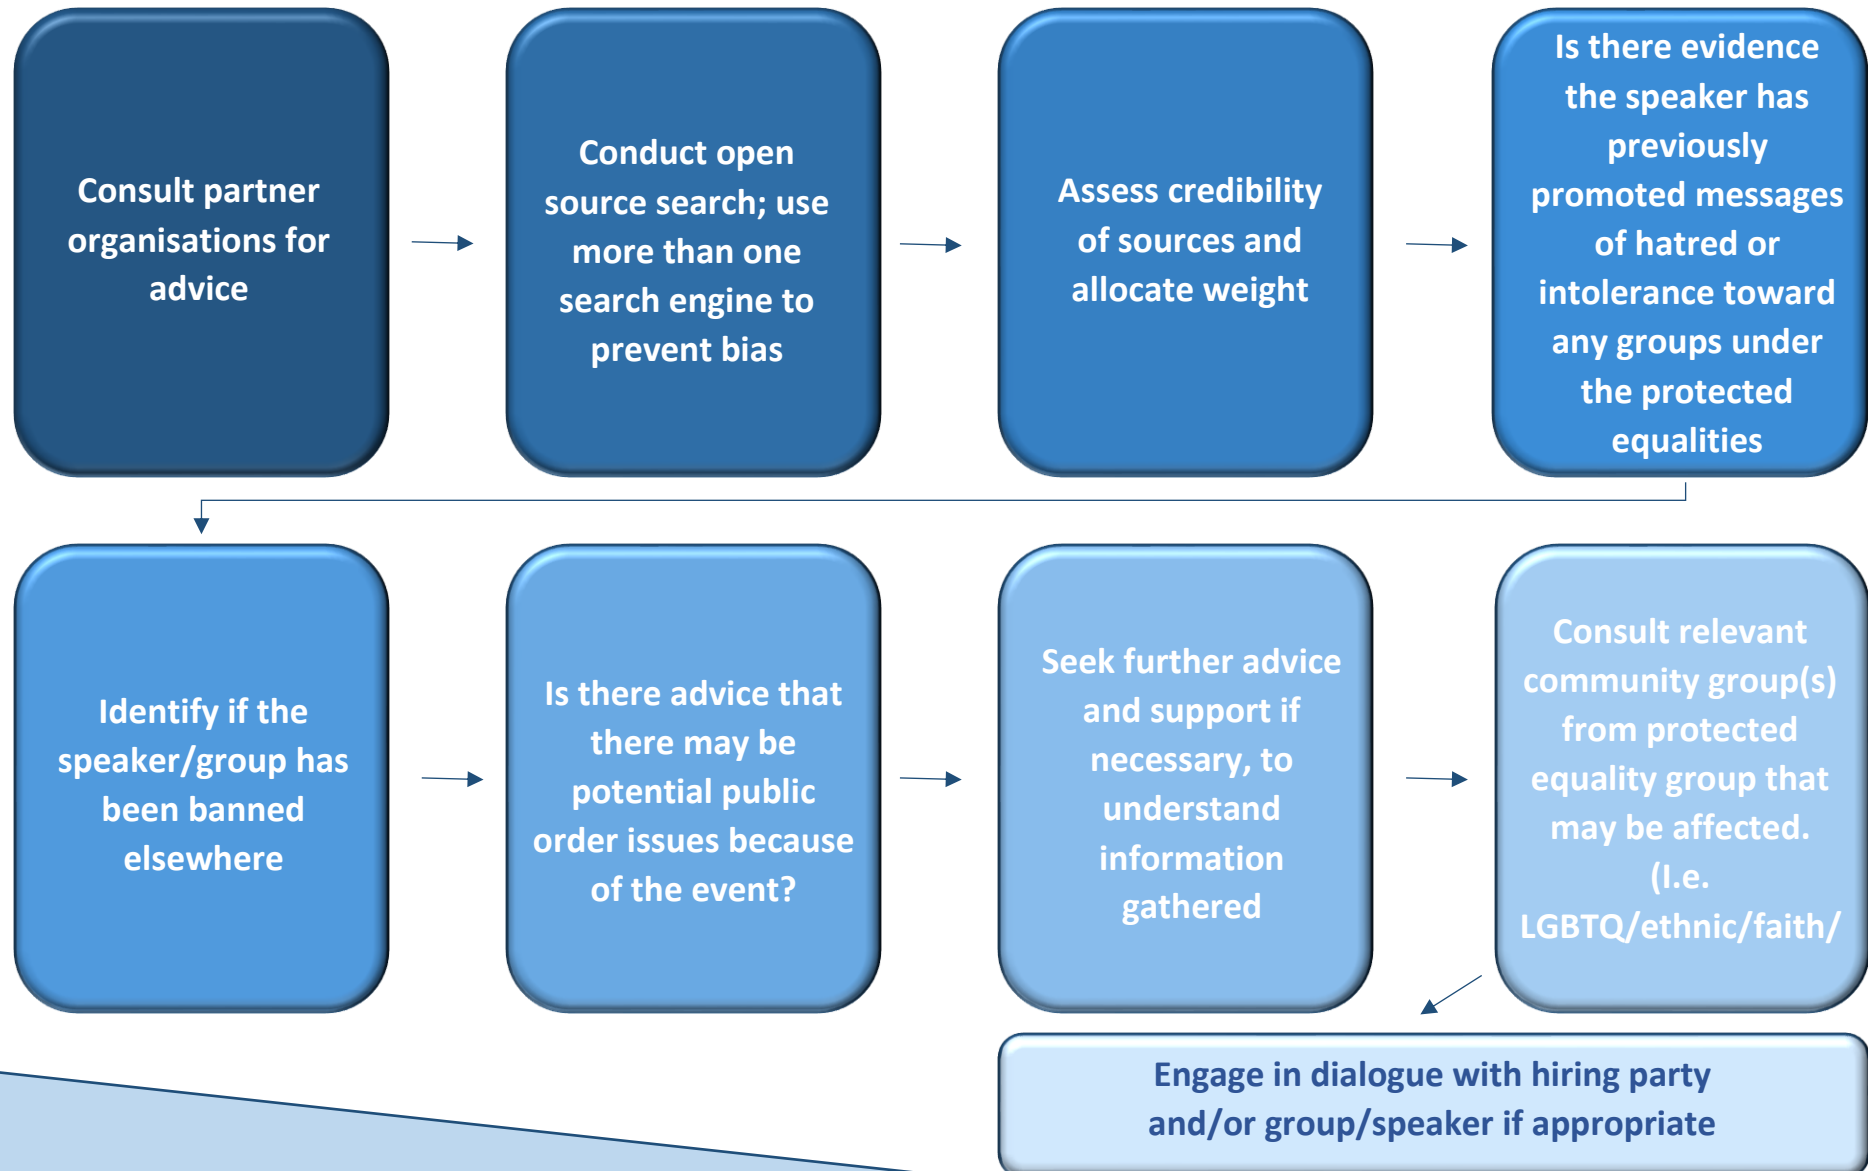 Consult partner
organisations for
advice
Conduct open
source search; use
more than one
search engine to
prevent bias
Assess credibility
of sources and
allocate weight
Is there evidence
the speaker has
previously
promoted messages
of hatred or
intolerance toward
any groups under
the protected
equalities
Identify if the
speaker/group has
been banned
elsewhere
Is there advice that
there may be
potential public
order issues because
of the event?
Seek further advice
and support if
necessary, to
understand
information
gathered
Consult relevant
community group(s)
from protected
equality group that
may be affected.
(I.e.
LGBTQ/ethnic/faith/
Engage in dialogue with hiring party
and/or group/speaker if appropriate